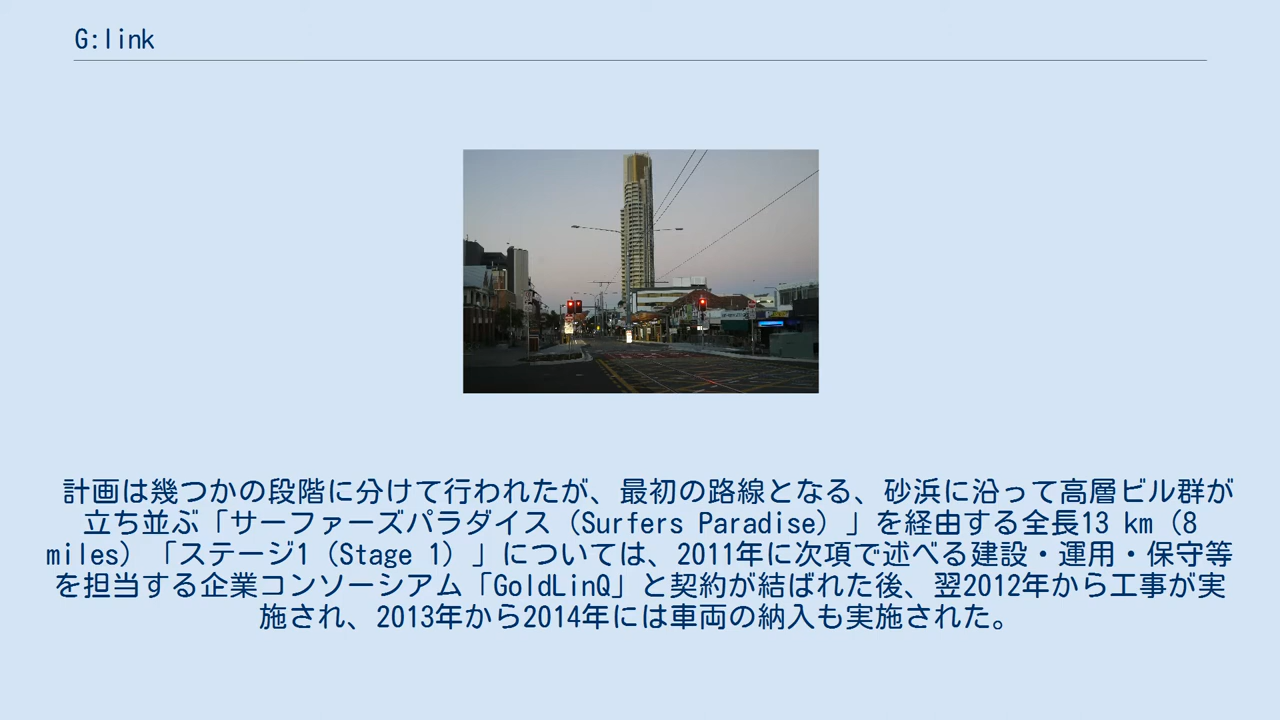 G:link
計画は幾つかの段階に分けて行われたが、最初の路線となる、砂浜に沿って高層ビル群が
立ち並ぶ「サーファーズパラダイス（Surfers Paradise）」を経由する全長13 km（8
miles）「ステージ1（Stage 1）」については、2011年に次項で述べる建設・運用・保守等
を担当する企業コンソーシアム「GoldLinQ」と契約が結ばれた後、翌2012年から工事が実
施され、2013年から2014年には車両の納入も実施された。